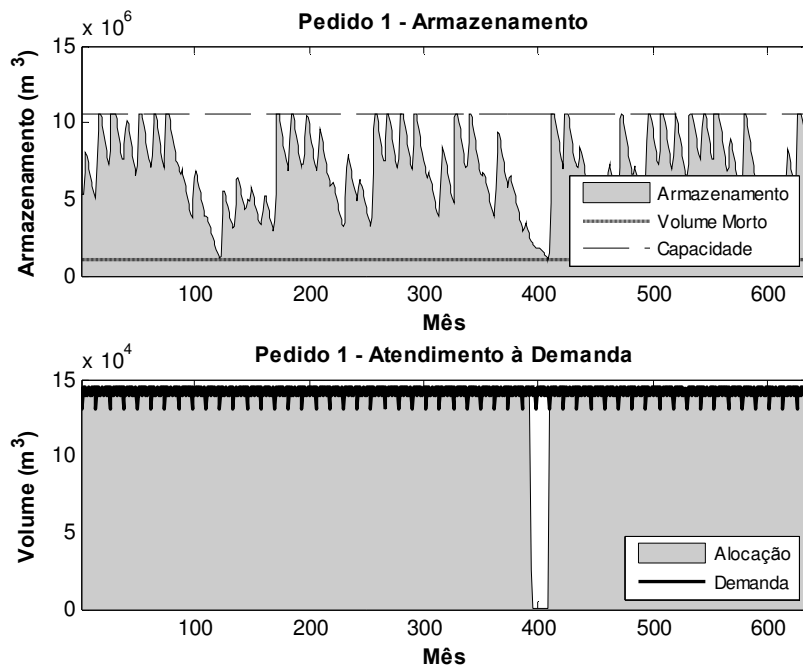 Pedido 1 - Armazenamento
x 10^6
Armazenamento (m^3)
15
10
5
0
Armazenamento
Volume Morto
Capacidade
100 200 300 400 500 600
Mês
Pedido 1 - Atendimento à Demanda
x 10^4
Volume (m^3)
15
10
5
0
Alocação
Demanda
100 200 300 400 500 600
Mês